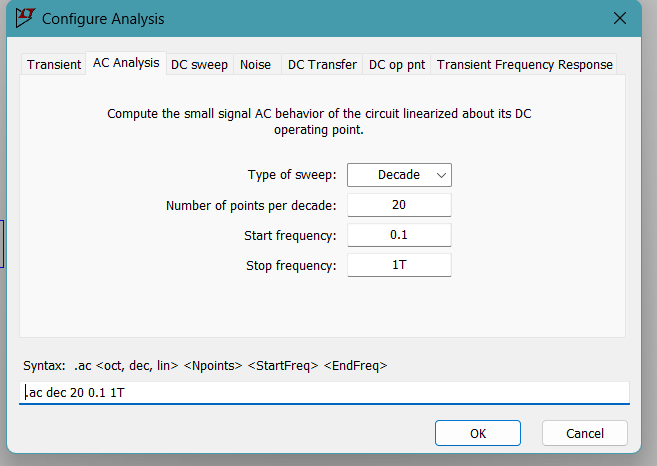 Configure Analysis
Transient AC Analysis DC sweep Noise DC Transfer DC op pnt Transient Frequency Response
Compute the small signal AC behavior of the circuit linearized about its DC
operating point.
Type of sweep: Decade
Number of points per decade: 20
Start frequency: 0.1
Stop frequency: 1T
Syntax: .ac <oct, dec, lin> <Npoints> <StartFreq> <EndFreq>
.ac dec 20 0.1 1T
OK Cancel